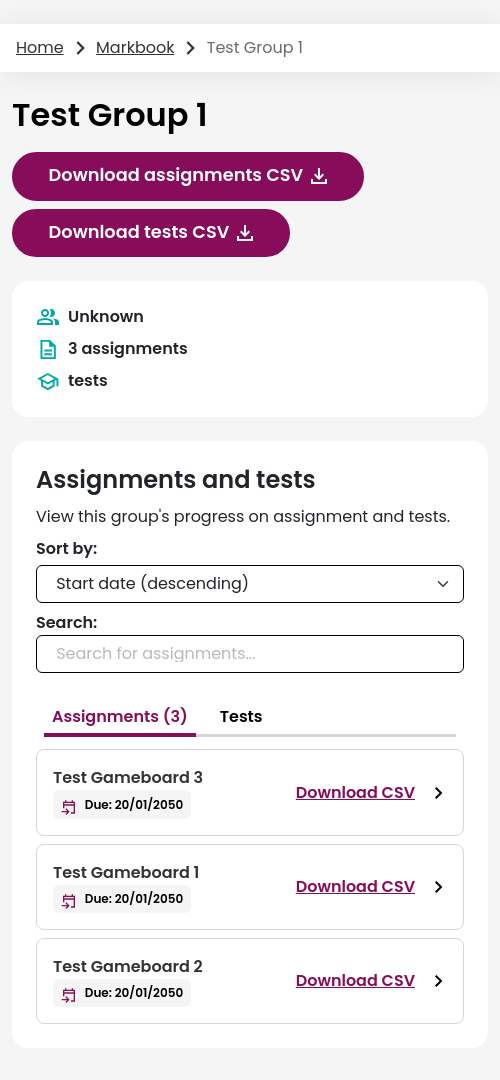 Home Markbook Test Group 1
Test Group 1
Download assignments CSV
Download tests CSV
Unknown
3 assignments
tests
Assignments and tests
View this group's progress on assignment and tests.
Sort by:
Start date (descending)
Search:
Search for assignments...
Assignments (3) Tests
Test Gameboard 3
Due: 20/01/2050
Download CSV
Test Gameboard 1
Due: 20/01/2050
Download CSV
Test Gameboard 2
Due: 20/01/2050
Download CSV